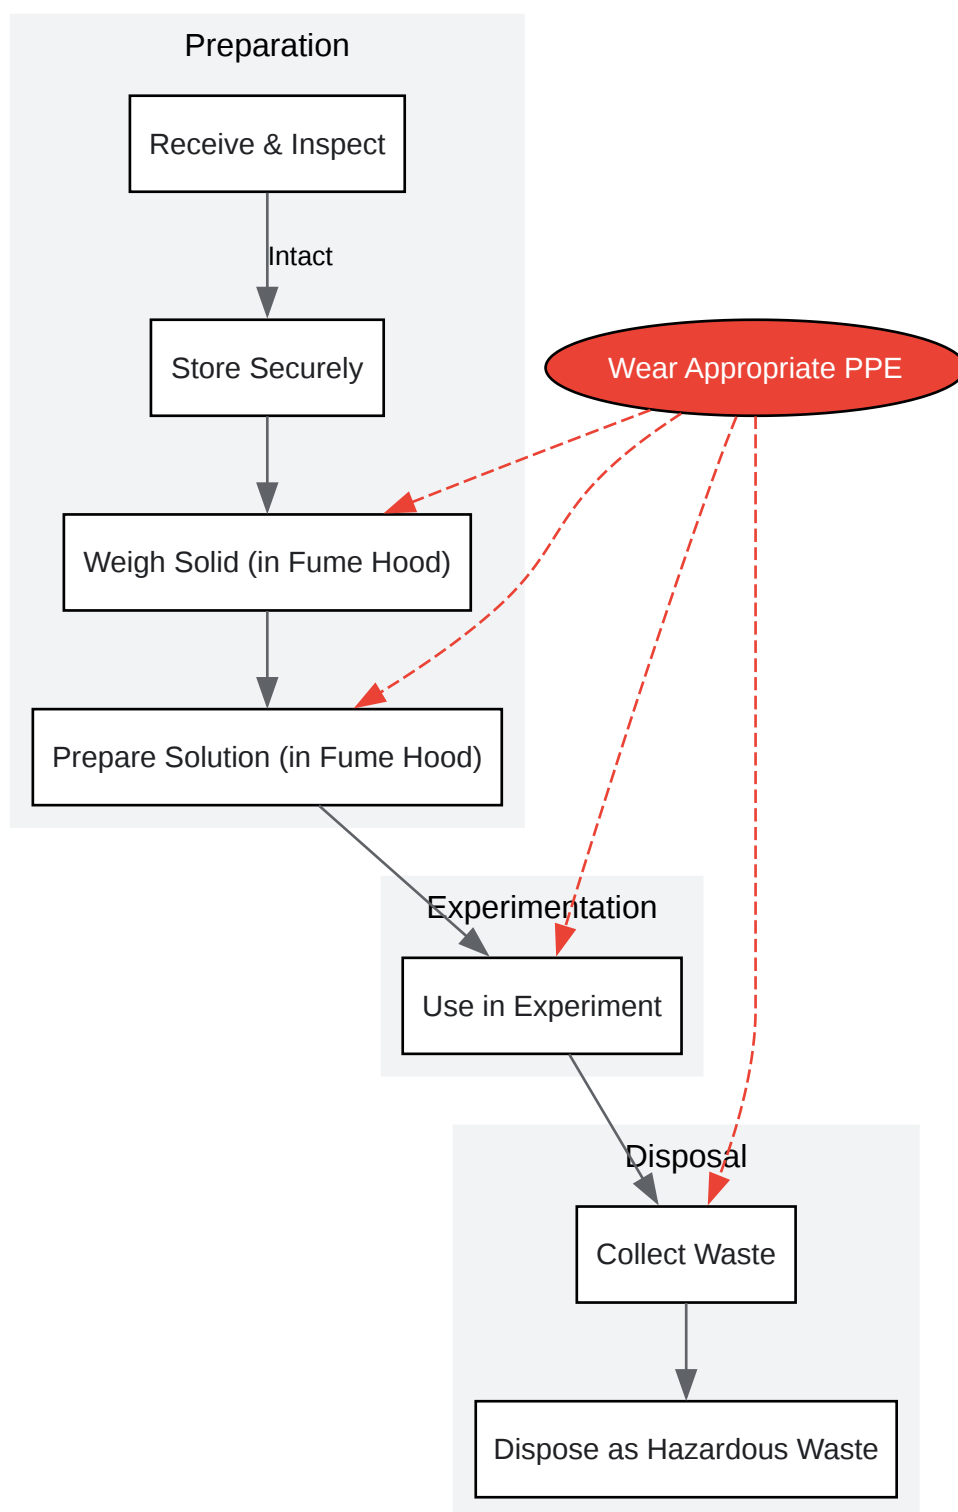 Preparation
Receive & Inspect
Intact
Store Securely
Wear Appropriate PPE
Weigh Solid (in Fume Hood)
Prepare Solution (in Fume Hood)
Experimentation
Use in Experiment
Disposal
Collect Waste
Dispose as Hazardous Waste